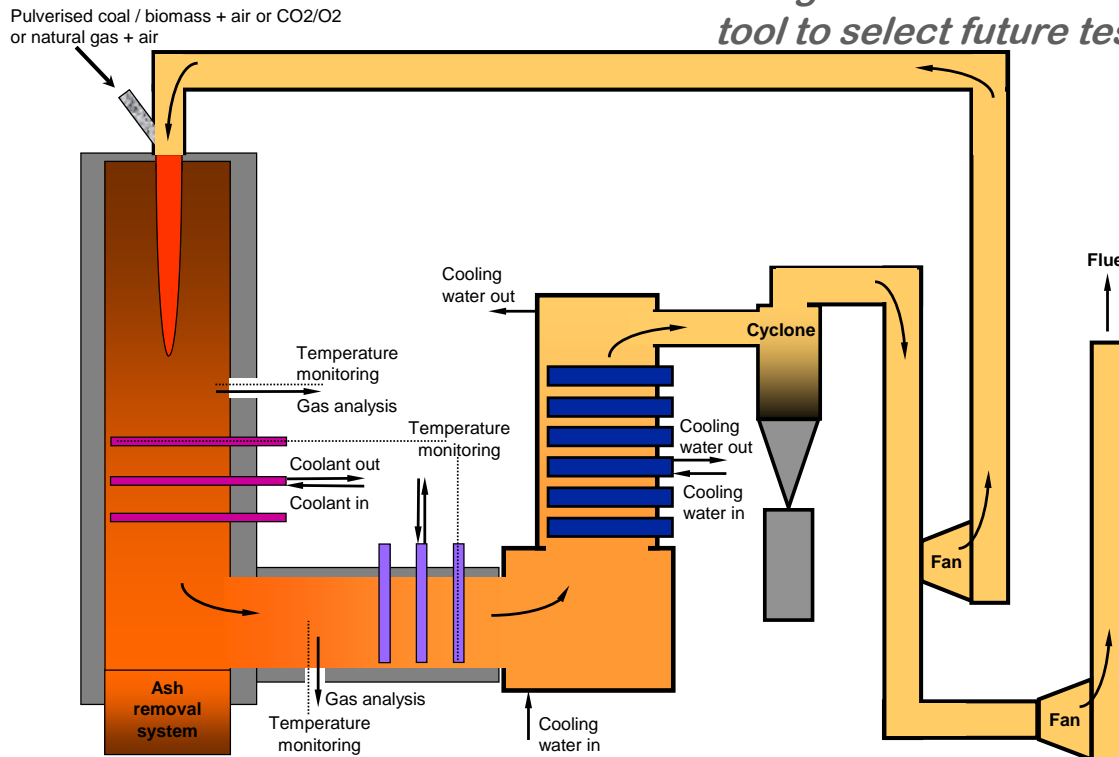 tool to select future
Pulverised coal / biomass + air or CO2/O2
or natural gas + air
Flue
Cooling
water out
Cyclone
Temperature
monitoring
Gas analysis
Temperature
monitoring
Cooling
water out
Coolant out
Coolant in
Cooling
water in
Fan
Ash
removal
system
Gas analysis
Temperature
monitoring
Cooling
water in
Fan